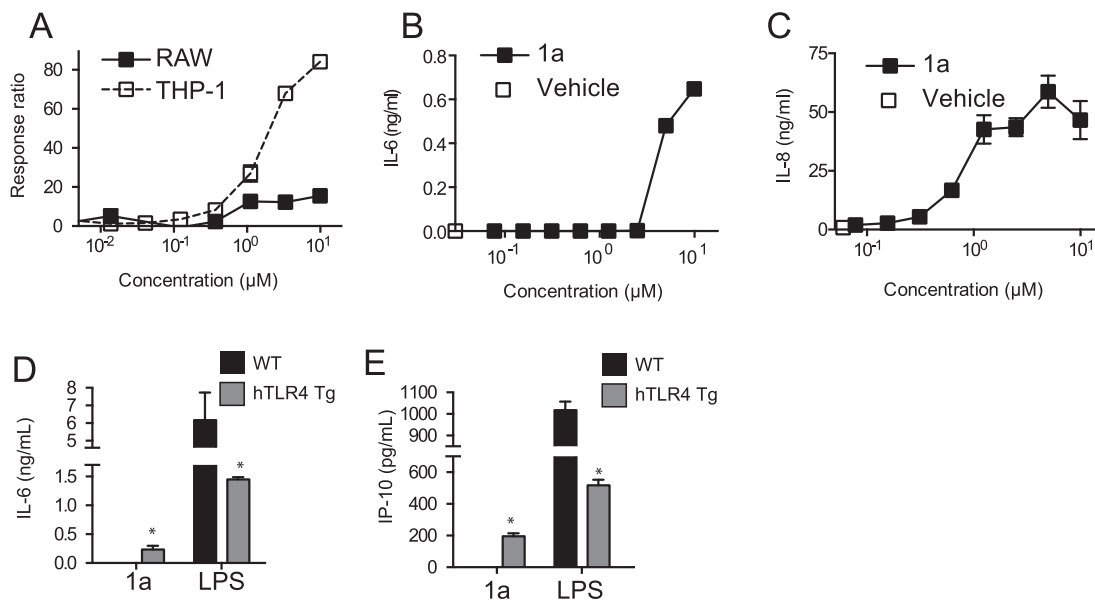 A
RAW
THP-1
Response ratio
80
60
40
20
0
10-2
10-1
100
101
Concentration (µM)
B
1a
Vehicle
IL-6 (ng/ml)
0.8
0.6
0.4
0.2
0.0
10-1
100
101
Concentration (µM)
C
1a
Vehicle
IL-8 (ng/ml)
75
50
25
0
10-1
100
101
Concentration (µM)
D
WT
hTLR4 Tg
IL-6 (ng/mL)
8
7
6
5
1.5
1.0
0.5
0.0
*
*
1a
LPS
E
WT
hTLR4 Tg
IP-10 (pg/mL)
1100
1000
900
600
400
200
0
*
*
1a
LPS